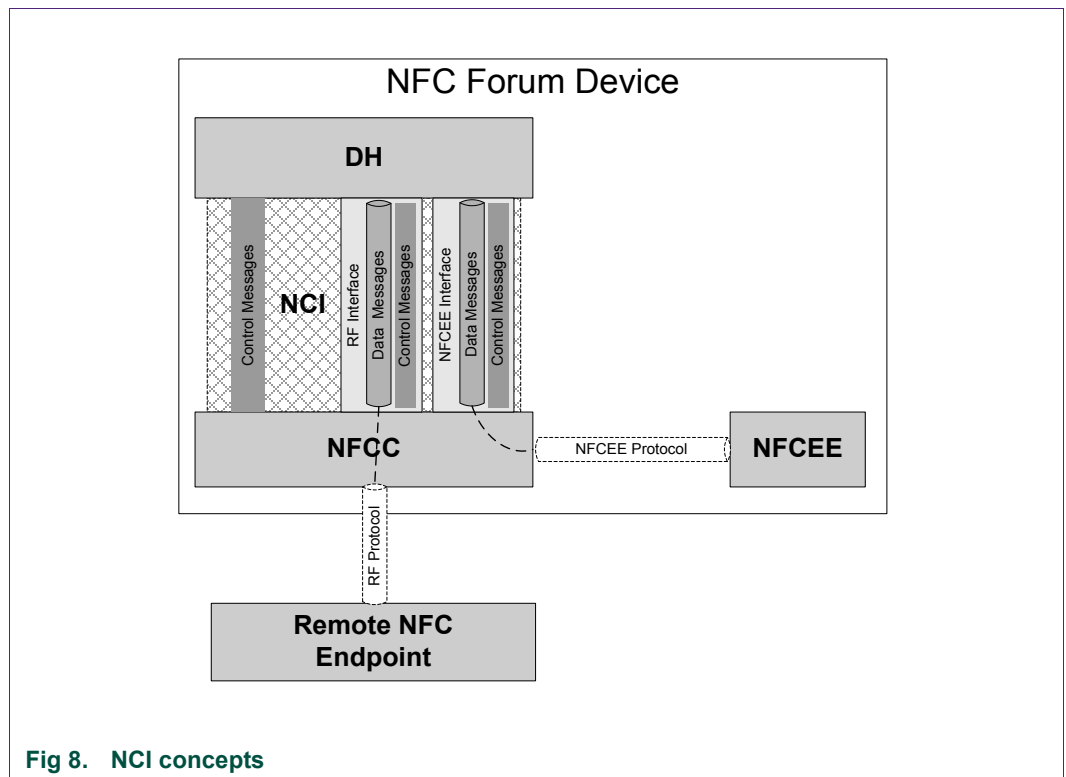 NFC Forum Device
DH
Control Messages
NCI
RF Interface
Data Messages
Control Messages
NFCEE Interface
Data Messages
Control Messages
NFCC
NFCEE Protocol
NFCEE
RF Protocol
Remote NFC
Endpoint
Fig 8. NCI concepts